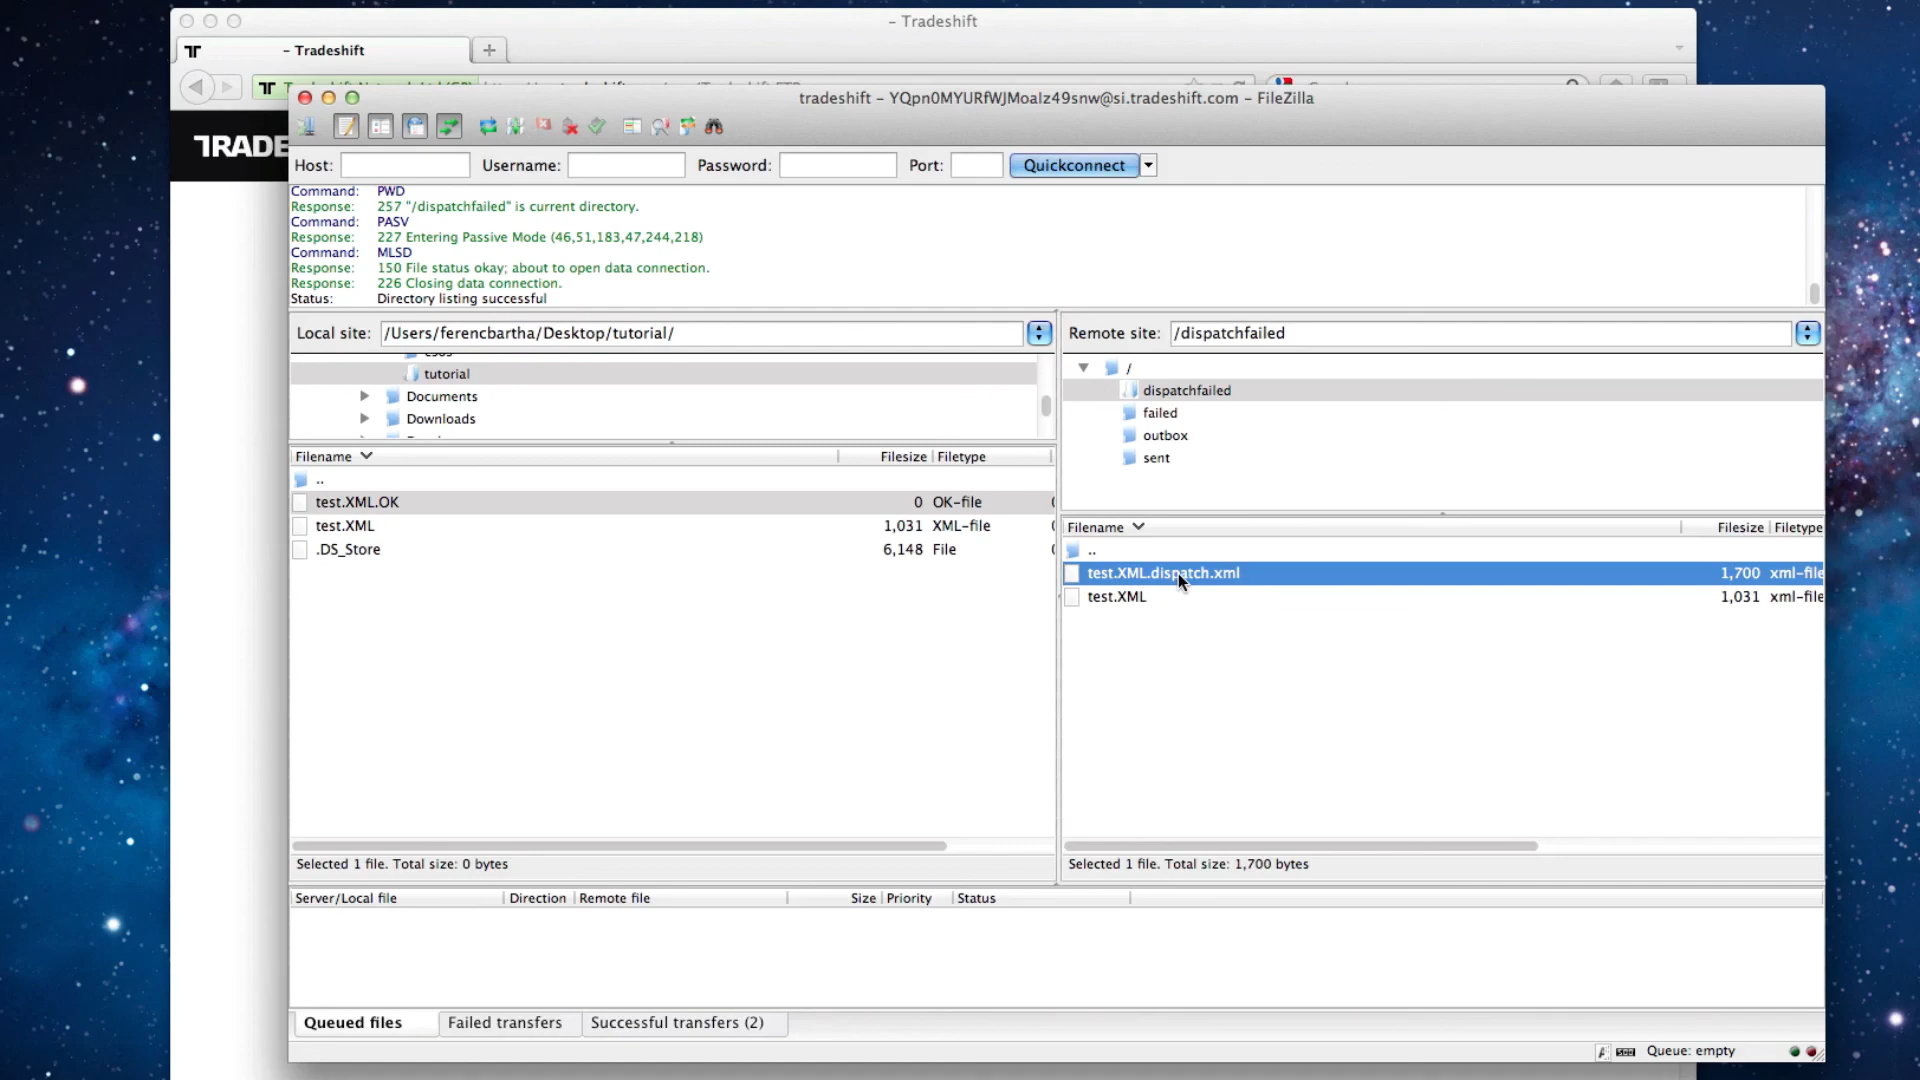 – Tradeshift
– Tradeshift
TRADE
tradeshift – YQpn0MYURfWJMoalz49snw@si.tradeshift.com – FileZilla
Host: Username: Password: Port: Quickconnect
Command: PWD
Response: 257 "/dispatchfailed" is current directory.
Command: PASV
Response: 227 Entering Passive Mode (46,51,183,47,244,218)
Command: MLSD
Response: 150 File status okay; about to open data connection.
Response: 226 Closing data connection.
Status: Directory listing successful
Local site: /Users/ferencbartha/Desktop/tutorial/
tutorial
Documents
Downloads
Filename Filesize Filetype
..
test.XML.OK 0 OK-file
test.XML 1,031 XML-file
.DS_Store 6,148 File
Selected 1 file. Total size: 0 bytes
Remote site: /dispatchfailed
/
dispatchfailed
failed
outbox
sent
Filename Filesize Filetype
..
test.XML.dispatch.xml 1,700 xml-file
test.XML 1,031 xml-file
Selected 1 file. Total size: 1,700 bytes
Server/Local file Direction Remote file Size Priority Status
Queued files Failed transfers Successful transfers (2)
Queue: empty